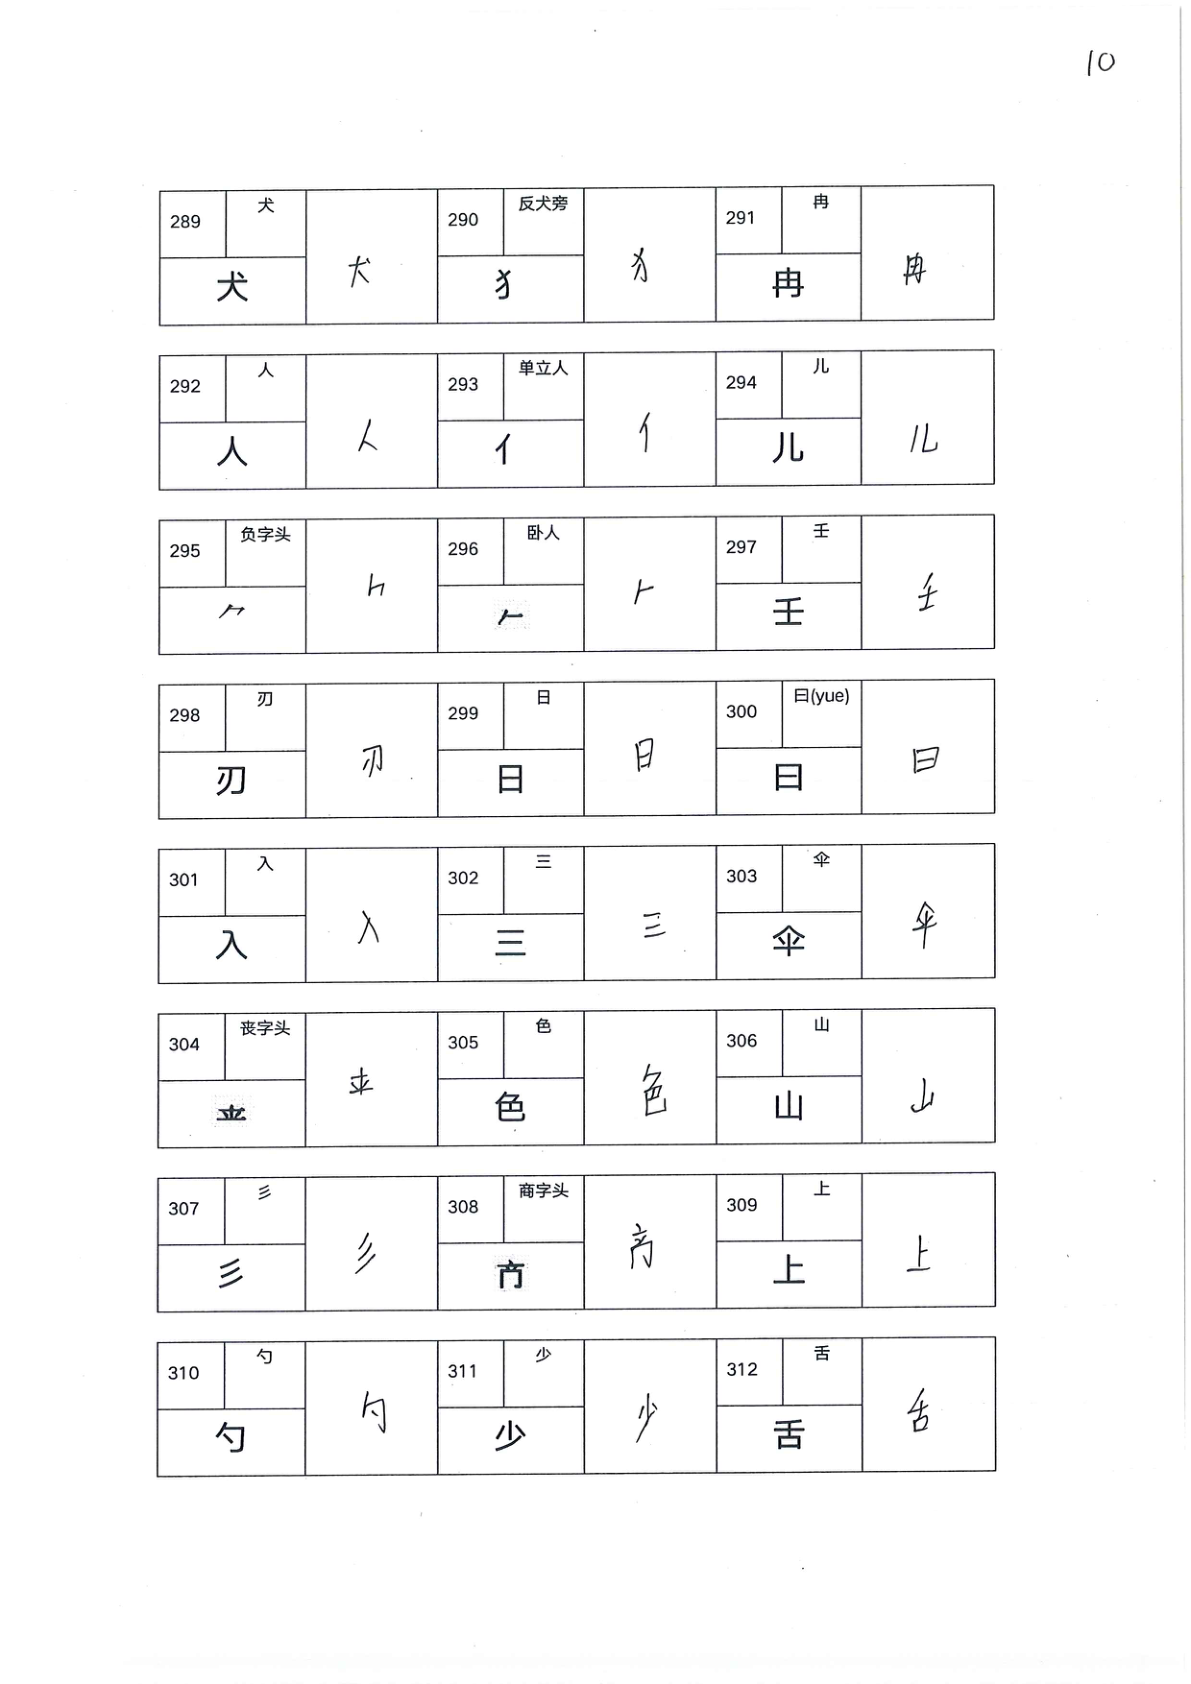 10
289 犬 犬 犬
290 反犬旁 犭 犭
291 冉 冉 冉
292 人 人 人
293 单立人 亻 亻
294 儿 儿 儿
295 负字头 ⺈ ⺈
296 卧人 𠂉 𠂉
297 壬 壬 壬
298 刃 刃 刃
299 日 日 日
300 曰(yue) 曰 曰
301 入 入 入
302 三 三 三
303 伞 伞 伞
304 丧字头
305 色 色 色
306 山 山 山
307 彡 彡 彡
308 商字头
309 上 上 上
310 勺 勺 勺
311 少 少 少
312 舌 舌 舌